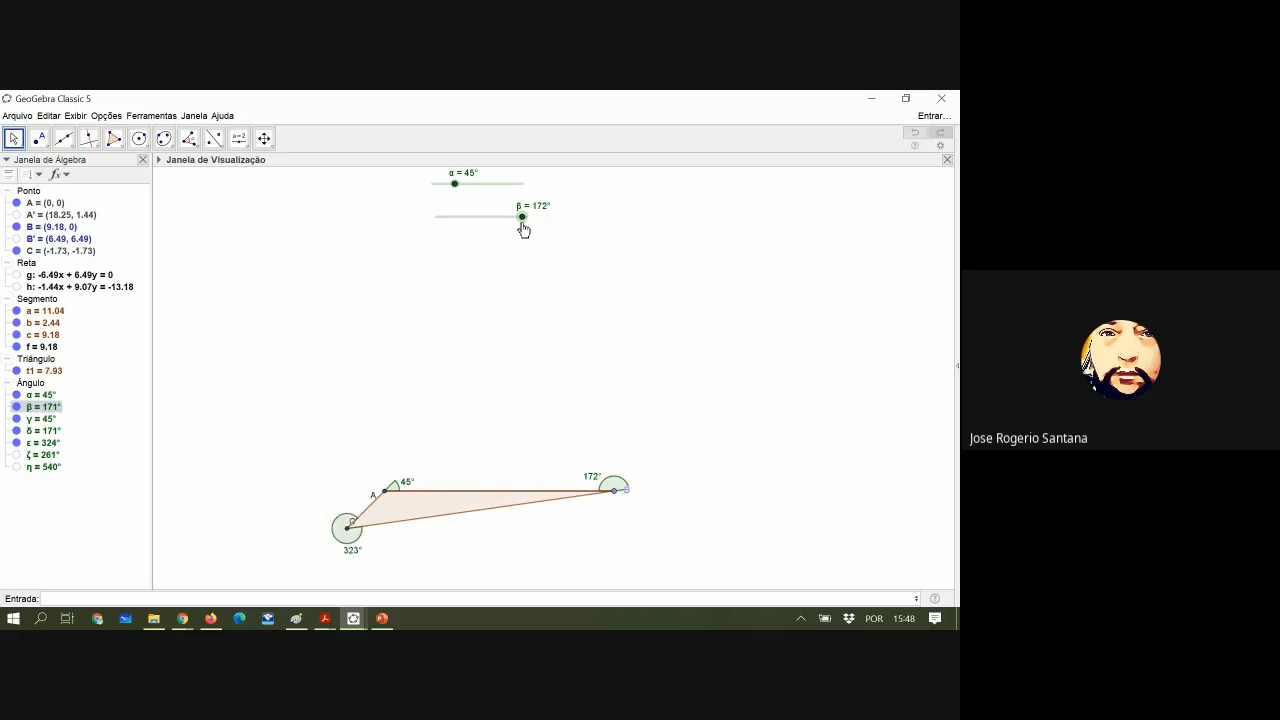 GeoGebra Classic 5
Arquivo Editar Exibir Opções Ferramentas Janela Ajuda
Entrar…
Janela de Álgebra
Janela de Visualização
Ponto
A = (0, 0)
A' = (18.25, 1.44)
B = (9.18, 0)
B' = (6.49, 6.49)
C = (-1.73, -1.73)
Reta
g: -6.49x + 6.49y = 0
h: -1.44x + 9.07y = -13.18
Segmento
a = 11.04
b = 2.44
c = 9.18
f = 9.18
Triângulo
t1 = 7.93
Ângulo
α = 45°
β = 171°
γ = 45°
δ = 171°
ε = 324°
ζ = 261°
η = 540°
α = 45°
β = 172°
45°
172°
A
B
C
323°
Entrada:
POR
15:48
Jose Rogerio Santana